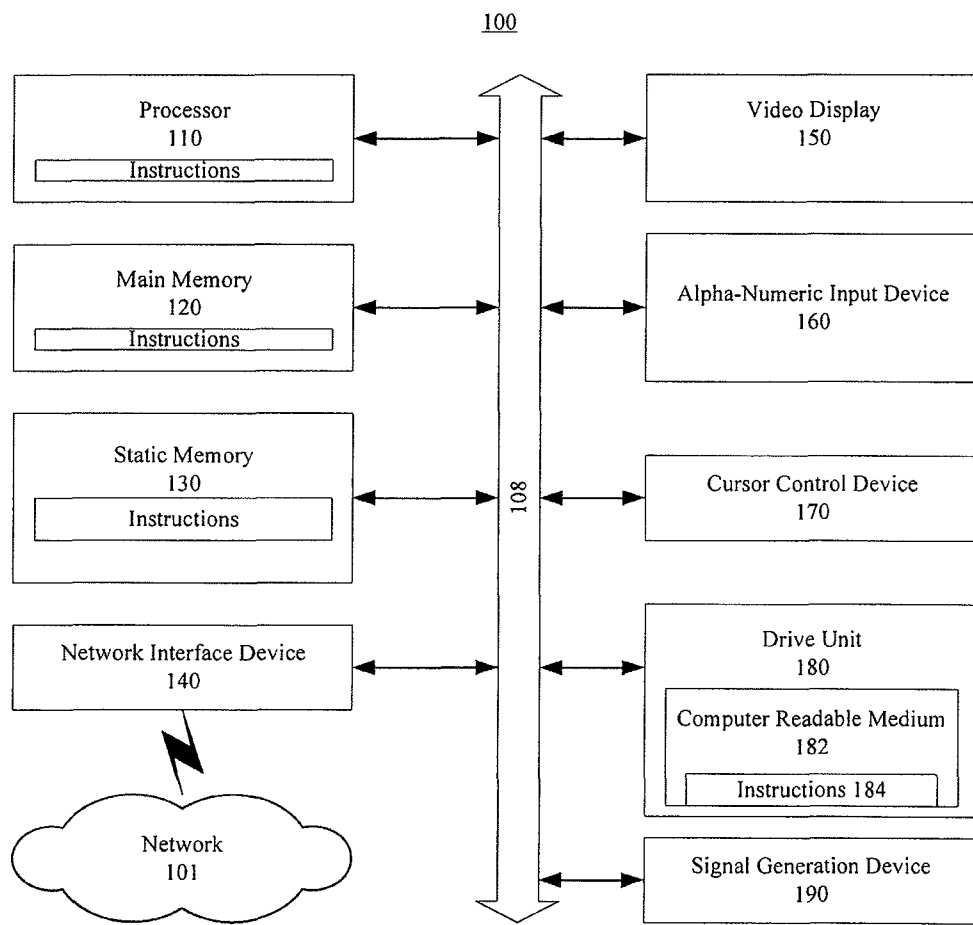 100
Processor
110
Instructions
Main Memory
120
Instructions
Static Memory
130
Instructions
Network Interface Device
140
Network
101
108
Video Display
150
Alpha-Numeric Input Device
160
Cursor Control Device
170
Drive Unit
180
Computer Readable Medium
182
Instructions 184
Signal Generation Device
190